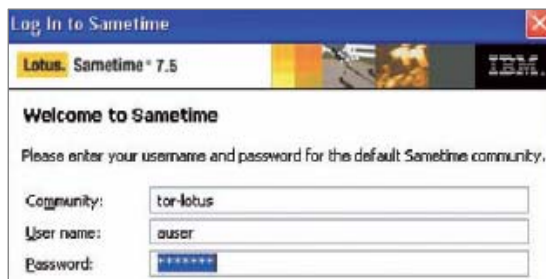 Log In to Sametime
Lotus. Sametime® 7.5 IBM.
Welcome to Sametime
Please enter your username and password for the default Sametime community.
Community: tor-lotus
User name: auser
Password: *******